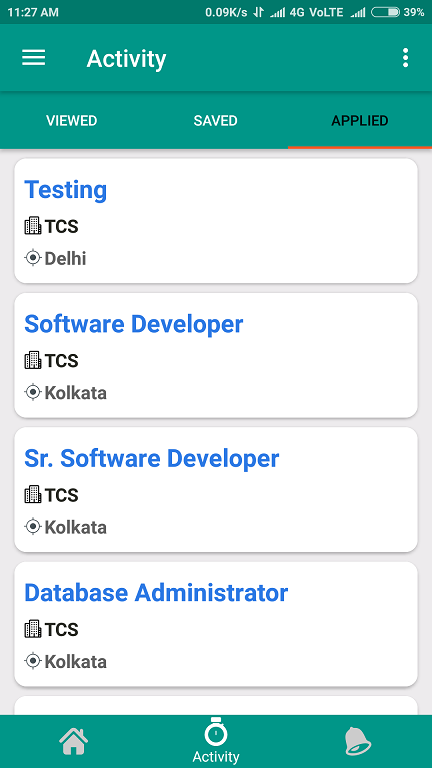 11:27 AM 0.09K/s 4G VoLTE 39%
Activity
VIEWED SAVED APPLIED
Testing
TCS
Delhi
Software Developer
TCS
Kolkata
Sr. Software Developer
TCS
Kolkata
Database Administrator
TCS
Kolkata
Activity